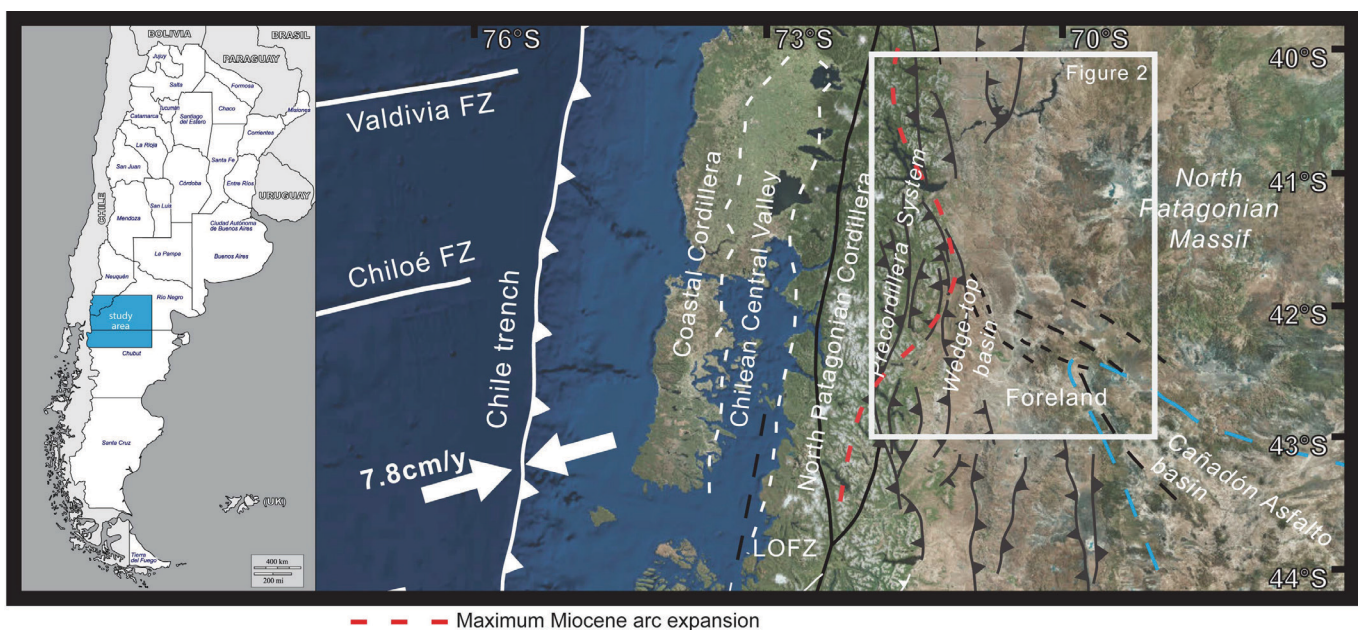 BOLIVIA
BRASIL
PARAGUAY
Jujuy
Salta
Formosa
Tucumán
Chaco
Misiones
Catamarca
Santiago
del Estero
Corrientes
La Rioja
Santa Fe
San Juan
Córdoba
Entre Ríos
URUGUAY
CHILE
Mendoza
San Luis
Ciudad Autónoma
de Buenos Aires
La Pampa
Buenos Aires
Neuquén
Río Negro
study
area
Chubut
Santa Cruz
(UK)
Tierra
del Fuego
400 km
200 mi
76°S
73°S
70°S
40°S
41°S
42°S
43°S
44°S
Figure 2
Valdivia FZ
Chiloé FZ
Chile trench
7.8cm/y
Coastal Cordillera
Chilean Central Valley
North Patagonian Cordillera
Precordillera System
Wedge-top
basin
North
Patagonian
Massif
Foreland
Cañadón Asfalto
basin
LOFZ
Maximum Miocene arc expansion